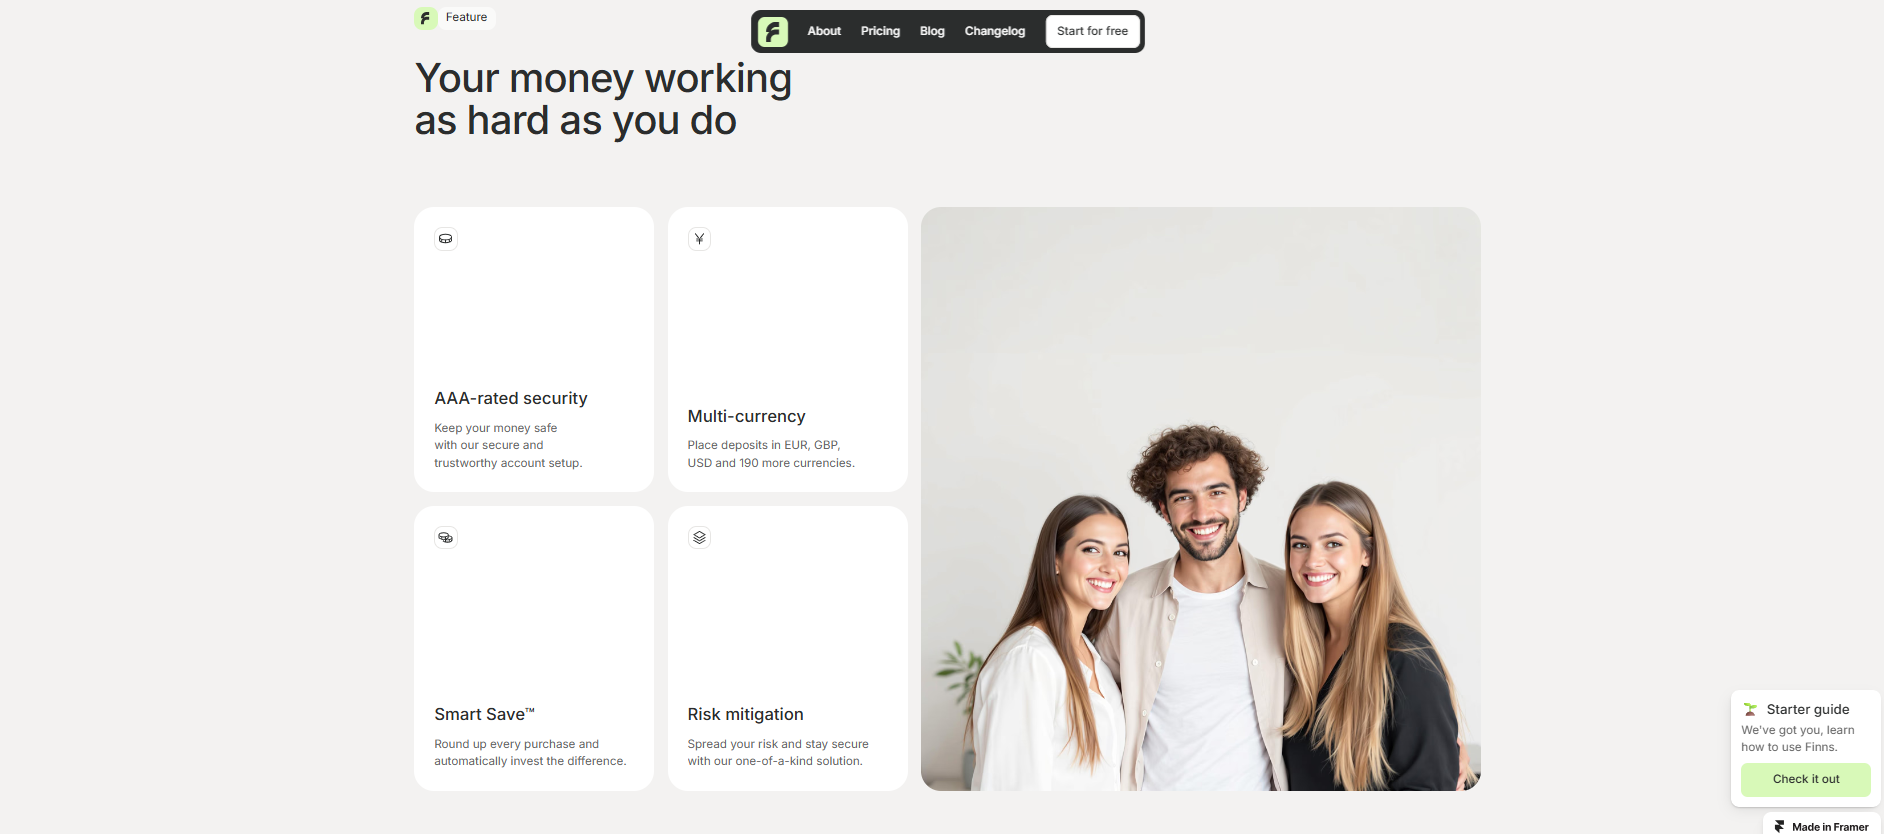 Feature
About
Pricing
Blog
Changelog
Start for free
Your money working
as hard as you do
AAA-rated security
Keep your money safe
with our secure and
trustworthy account setup.
Multi-currency
Place deposits in EUR, GBP,
USD and 190 more currencies.
Smart Save™
Round up every purchase and
automatically invest the difference.
Risk mitigation
Spread your risk and stay secure
with our one-of-a-kind solution.
Starter guide
We've got you, learn
how to use Finns.
Check it out
Made in Framer